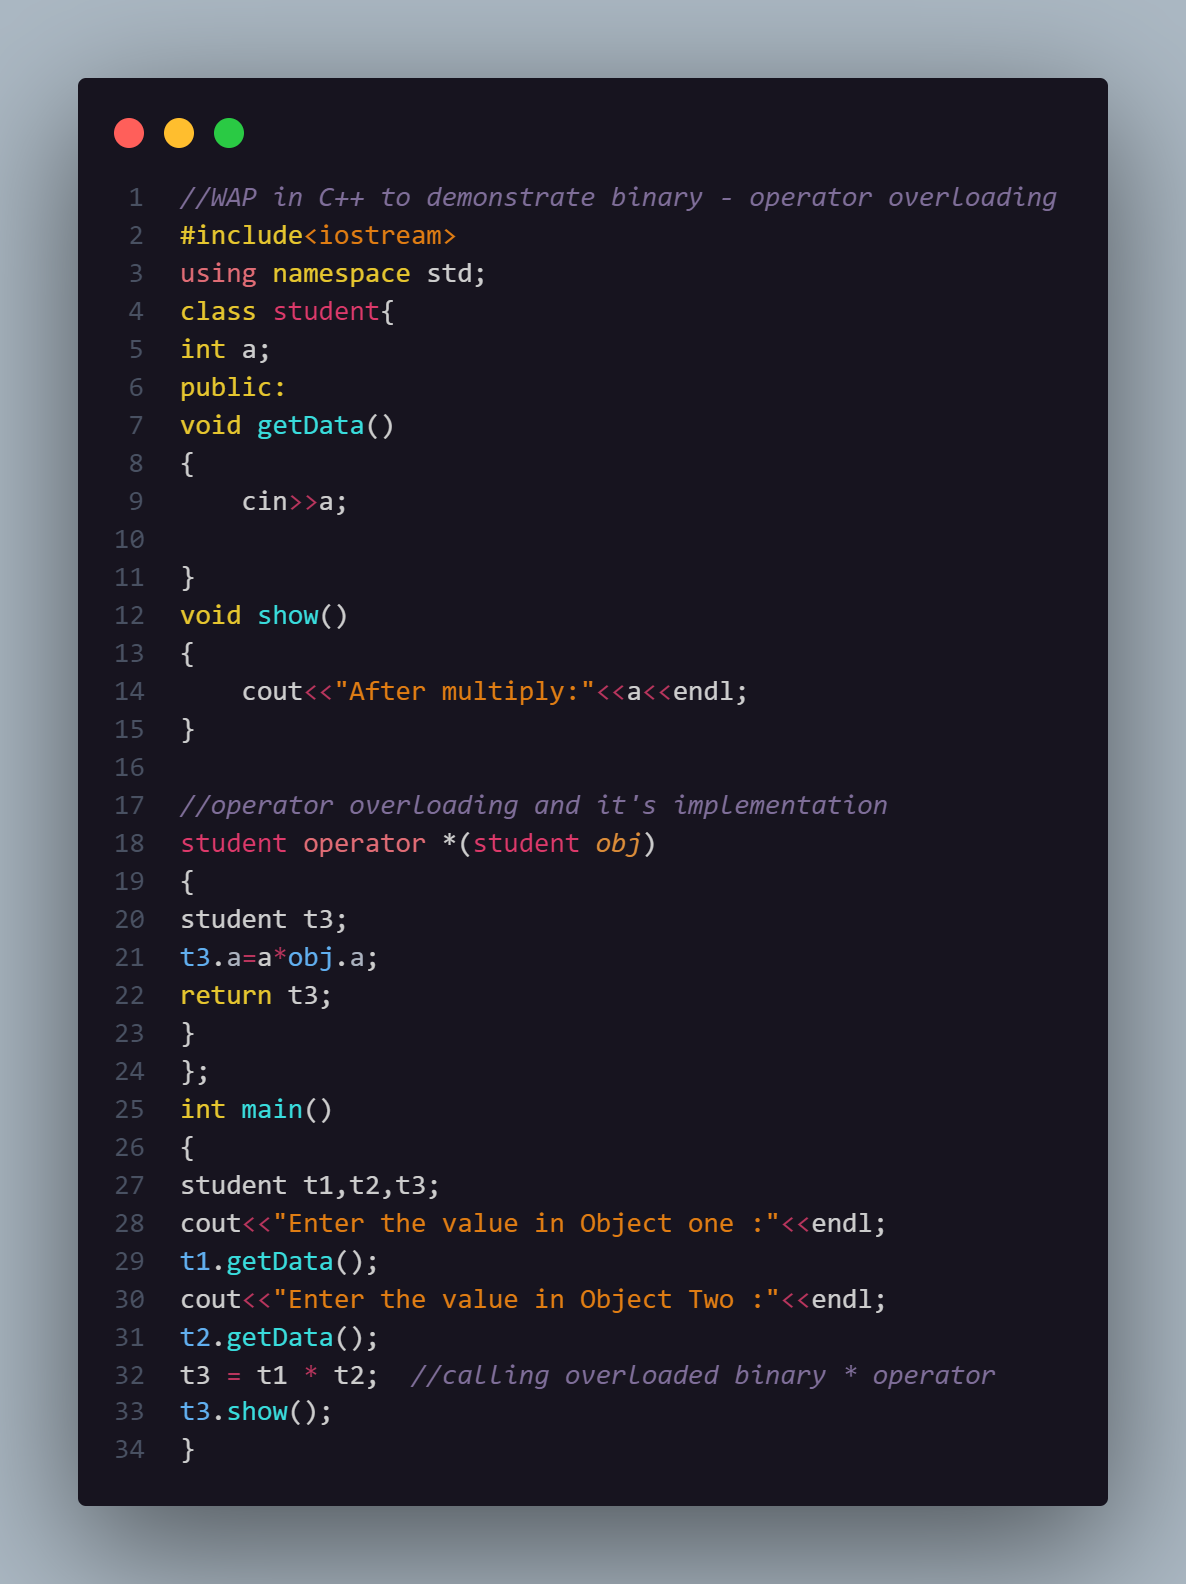 1 //WAP in C++ to demonstrate binary - operator overloading
2 #include<iostream>
3 using namespace std;
4 class student{
5 int a;
6 public:
7 void getData()
8 {
9     cin>>a;
10
11 }
12 void show()
13 {
14     cout<<"After multiply:"<<a<<endl;
15 }
16
17 //operator overloading and it's implementation
18 student operator *(student obj)
19 {
20 student t3;
21 t3.a=a*obj.a;
22 return t3;
23 }
24 };
25 int main()
26 {
27 student t1,t2,t3;
28 cout<<"Enter the value in Object one :"<<endl;
29 t1.getData();
30 cout<<"Enter the value in Object Two :"<<endl;
31 t2.getData();
32 t3 = t1 * t2;  //calling overloaded binary * operator
33 t3.show();
34 }